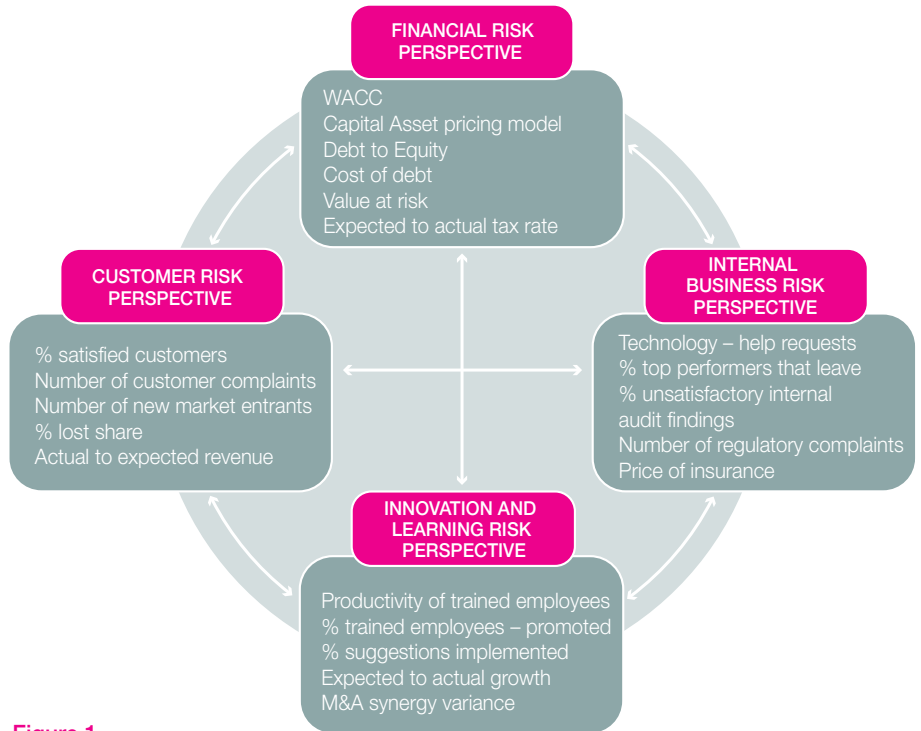 FINANCIAL RISK
PERSPECTIVE
WACC
Capital Asset pricing model
Debt to Equity
Cost of debt
Value at risk
Expected to actual tax rate
CUSTOMER RISK
PERSPECTIVE
% satisfied customers
Number of customer complaints
Number of new market entrants
% lost share
Actual to expected revenue
INTERNAL
BUSINESS RISK
PERSPECTIVE
Technology – help requests
% top performers that leave
% unsatisfactory internal
audit findings
Number of regulatory complaints
Price of insurance
INNOVATION AND
LEARNING RISK
PERSPECTIVE
Productivity of trained employees
% trained employees – promoted
% suggestions implemented
Expected to actual growth
M&A synergy variance
Figure 1